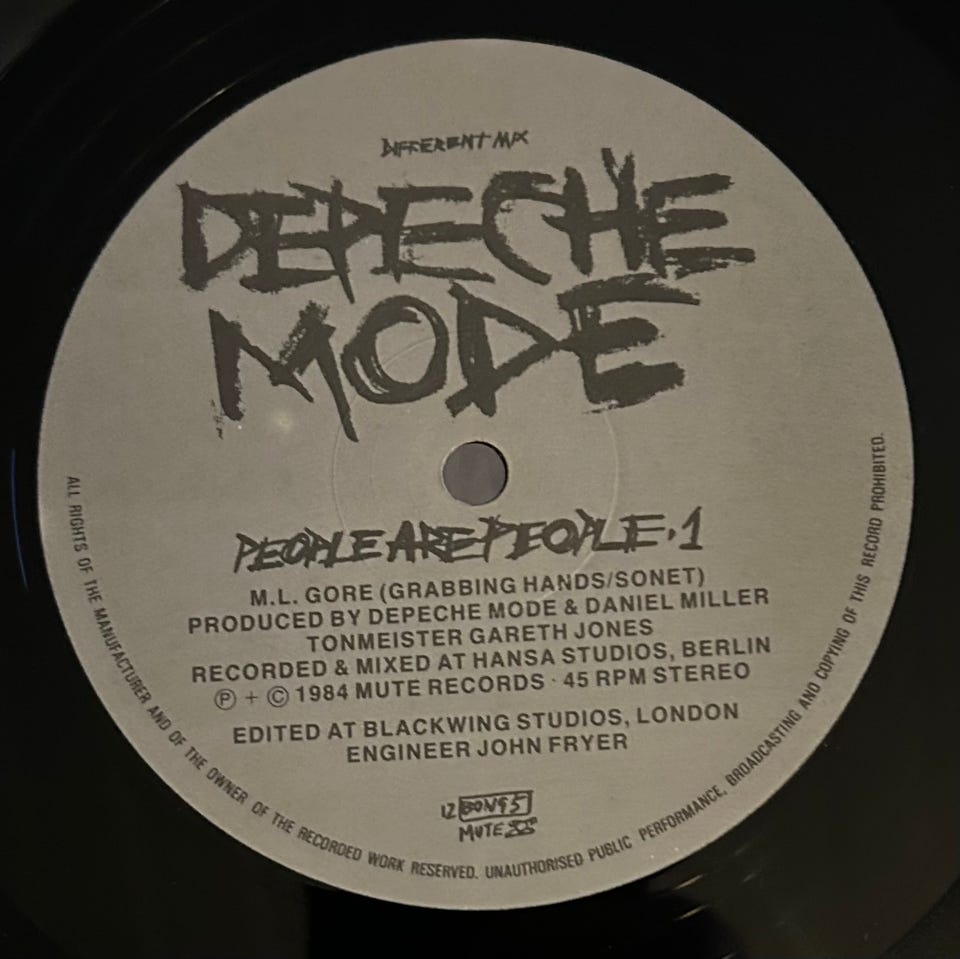 DIFFERENT MIX
DEPECHE
MODE
PEOPLE ARE PEOPLE·1
M.L. GORE (GRABBING HANDS/SONET)
PRODUCED BY DEPECHE MODE & DANIEL MILLER
TONMEISTER GARETH JONES
RECORDED & MIXED AT HANSA STUDIOS, BERLIN
Ⓟ + © 1984 MUTE RECORDS · 45 RPM STEREO
EDITED AT BLACKWING STUDIOS, LONDON
ENGINEER JOHN FRYER
12 BONG 5
MUTE
ALL RIGHTS OF THE MANUFACTURER AND OF THE OWNER OF THE RECORDED WORK RESERVED. UNAUTHORISED PUBLIC PERFORMANCE, BROADCASTING AND COPYING OF THIS RECORD PROHIBITED.